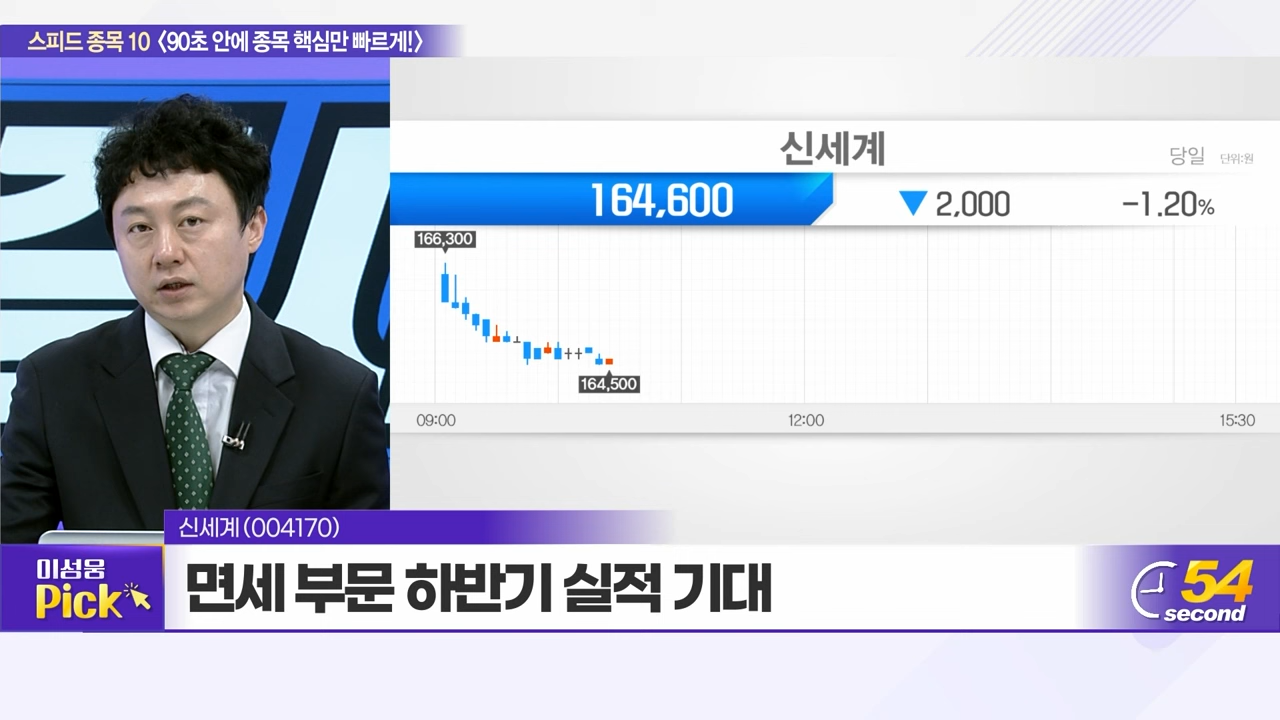 스피드 종목 10 〈90초 안에 종목 핵심만 빠르게!〉
신세계
당일 단위:원
164,600 ▼ 2,000 -1.20%
166,300
164,500
09:00 12:00 15:30
신세계(004170)
이성웅
Pick
면세 부문 하반기 실적 기대
54
second